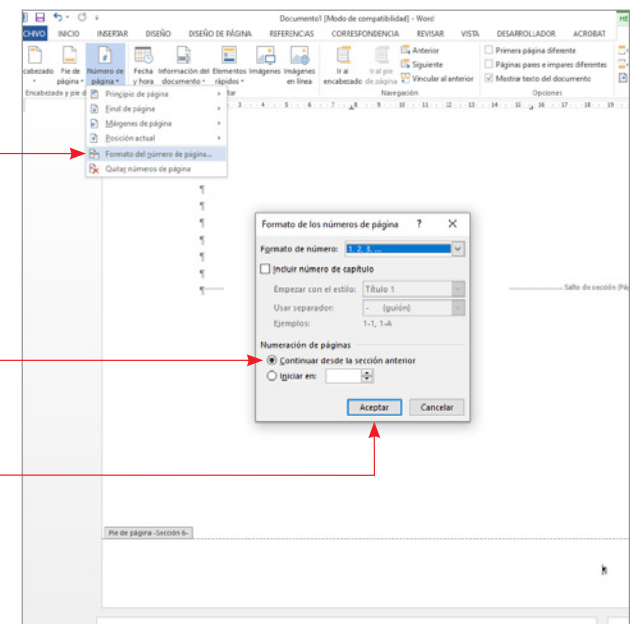 Documento1 [Modo de compatibilidad] - Word
INICIO INSERTAR DISEÑO DISEÑO DE PÁGINA REFERENCIAS CORRESPONDENCIA REVISAR VISTA DESARROLLADOR ACROBAT
Pie de página
Número de página
Fecha y hora
Información del documento
Elementos rápidos
Imágenes
Imágenes en línea
Ir al encabezado
Ir al pie de página
Anterior
Siguiente
Vincular al anterior
Navegación
Primera página diferente
Páginas pares e impares diferentes
Mostrar texto del documento
Opciones
Principio de página
Final de página
Márgenes de página
Posición actual
Formato del número de página...
Quitar números de página
Formato de los números de página ? X
Formato de número: 1, 2, 3, ...
Incluir número de capítulo
Empezar con el estilo: Título 1
Usar separador: - (guión)
Ejemplos: 1-1, 1-A
Numeración de páginas
Continuar desde la sección anterior
Iniciar en:
Aceptar Cancelar
Salto de sección
Pie de página -Sección 6-